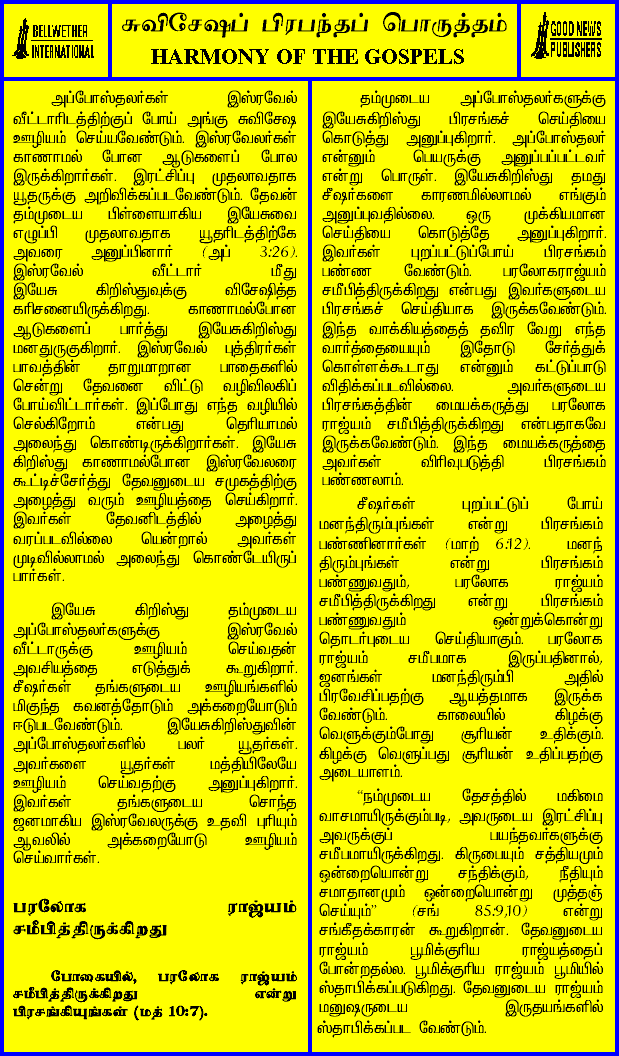 BELLWETHER
INTERNATIONAL
சுவிசேஷப் பிரபந்தப் பொருத்தம்
HARMONY OF THE GOSPELS
GOOD NEWS
PUBLISHERS
அப்போஸ்தலர்கள் இஸ்ரவேல்
வீட்டாரிடத்திற்குப் போய் அங்கு சுவிசேஷ
ஊழியம் செய்யவேண்டும். இஸ்ரவேலர்கள்
காணாமல் போன ஆடுகளைப் போல
இருக்கிறார்கள். இரட்சிப்பு முதலாவதாக
யூதருக்கு அறிவிக்கப்படவேண்டும். தேவன்
தம்முடைய பிள்ளையாகிய இயேசுவை
எழுப்பி முதலாவதாக யூதரிடத்திற்கே
அவரை அனுப்பினார் (அப் 3:26).
இஸ்ரவேல் வீட்டார் மீது
இயேசு கிறிஸ்துவுக்கு விசேஷித்த
கரிசனையிருக்கிறது. காணாமல்போன
ஆடுகளைப் பார்த்து இயேசுகிறிஸ்து
மனதுருகுகிறார். இஸ்ரவேல் புத்திரர்கள்
பாவத்தின் தாறுமாறான பாதைகளில்
சென்று தேவனை விட்டு வழிவிலகிப்
போய்விட்டார்கள். இப்போது எந்த வழியில்
செல்கிறோம் என்பது தெரியாமல்
அலைந்து கொண்டிருக்கிறார்கள். இயேசு
கிறிஸ்து காணாமல்போன இஸ்ரவேலரை
கூட்டிச்சேர்த்து தேவனுடைய சமுகத்திற்கு
அழைத்து வரும் ஊழியத்தை செய்கிறார்.
இவர்கள் தேவனிடத்தில் அழைத்து
வரப்படவில்லை யென்றால் அவர்கள்
முடிவில்லாமல் அலைந்து கொண்டேயிருப்
பார்கள்.
இயேசு கிறிஸ்து தம்முடைய
அப்போஸ்தலர்களுக்கு இஸ்ரவேல்
வீட்டாருக்கு ஊழியம் செய்வதன்
அவசியத்தை எடுத்துக் கூறுகிறார்.
சீஷர்கள் தங்களுடைய ஊழியங்களில்
மிகுந்த கவனத்தோடும் அக்கறையோடும்
ஈடுபடவேண்டும். இயேசுகிறிஸ்துவின்
அப்போஸ்தலர்களில் பலர் யூதர்கள்.
அவர்களை யூதர்கள் மத்தியிலேயே
ஊழியம் செய்வதற்கு அனுப்புகிறார்.
இவர்கள் தங்களுடைய சொந்த
ஜனமாகிய இஸ்ரவேலருக்கு உதவி புரியும்
ஆவலில் அக்கறையோடு ஊழியம்
செய்வார்கள்.
பரலோக ராஜ்யம்
சமீபித்திருக்கிறது
போகையில், பரலோக ராஜ்யம்
சமீபித்திருக்கிறது என்று
பிரசங்கியுங்கள் (மத் 10:7).
தம்முடைய அப்போஸ்தலர்களுக்கு
இயேசுகிறிஸ்து பிரசங்கச் செய்தியை
கொடுத்து அனுப்புகிறார். அப்போஸ்தலர்
என்னும் பெயருக்கு அனுப்பப்பட்டவர்
என்று பொருள். இயேசுகிறிஸ்து தமது
சீஷர்களை காரணமில்லாமல் எங்கும்
அனுப்புவதில்லை. ஒரு முக்கியமான
செய்தியை கொடுத்தே அனுப்புகிறார்.
இவர்கள் புறப்பட்டுப்போய் பிரசங்கம்
பண்ண வேண்டும். பரலோகராஜ்யம்
சமீபித்திருக்கிறது என்பது இவர்களுடைய
பிரசங்கச் செய்தியாக இருக்கவேண்டும்.
இந்த வாக்கியத்தைத் தவிர வேறு எந்த
வார்த்தையையும் இதோடு சேர்த்துக்
கொள்ளக்கூடாது என்னும் கட்டுப்பாடு
விதிக்கப்படவில்லை. அவர்களுடைய
பிரசங்கத்தின் மையக்கருத்து பரலோக
ராஜ்யம் சமீபித்திருக்கிறது என்பதாகவே
இருக்கவேண்டும். இந்த மையக்கருத்தை
அவர்கள் விரிவுபடுத்தி பிரசங்கம்
பண்ணலாம்.
சீஷர்கள் புறப்பட்டுப் போய்
மனந்திரும்புங்கள் என்று பிரசங்கம்
பண்ணினார்கள் (மாற் 6:12). மனந்
திரும்புங்கள் என்று பிரசங்கம்
பண்ணுவதும், பரலோக ராஜ்யம்
சமீபித்திருக்கிறது என்று பிரசங்கம்
பண்ணுவதும் ஒன்றுக்கொன்று
தொடர்புடைய செய்தியாகும். பரலோக
ராஜ்யம் சமீபமாக இருப்பதினால்,
ஜனங்கள் மனந்திரும்பி அதில்
பிரவேசிப்பதற்கு ஆயத்தமாக இருக்க
வேண்டும். காலையில் கிழக்கு
வெளுக்கும்போது சூரியன் உதிக்கும்.
கிழக்கு வெளுப்பது சூரியன் உதிப்பதற்கு
அடையாளம்.
“நம்முடைய தேசத்தில் மகிமை
வாசமாயிருக்கும்படி, அவருடைய இரட்சிப்பு
அவருக்குப் பயந்தவர்களுக்கு
சமீபமாயிருக்கிறது. கிருபையும் சத்தியமும்
ஒன்றையொன்று சந்திக்கும், நீதியும்
சமாதானமும் ஒன்றையொன்று முத்தஞ்
செய்யும்” (சங் 85:9,10) என்று
சங்கீதக்காரன் கூறுகிறான். தேவனுடைய
ராஜ்யம் பூமிக்குரிய ராஜ்யத்தைப்
போன்றதல்ல. பூமிக்குரிய ராஜ்யம் பூமியில்
ஸ்தாபிக்கப்படுகிறது. தேவனுடைய ராஜ்யம்
மனுஷருடைய இருதயங்களில்
ஸ்தாபிக்கப்பட வேண்டும்.